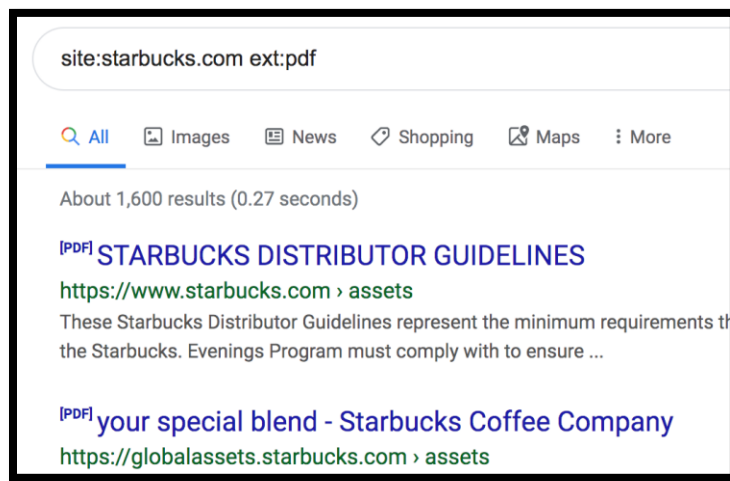 site:starbucks.com ext:pdf
All Images News Shopping Maps More
About 1,600 results (0.27 seconds)
[PDF] STARBUCKS DISTRIBUTOR GUIDELINES
https://www.starbucks.com › assets
These Starbucks Distributor Guidelines represent the minimum requirements
the Starbucks. Evenings Program must comply with to ensure ...
[PDF] your special blend - Starbucks Coffee Company
https://globalassets.starbucks.com › assets